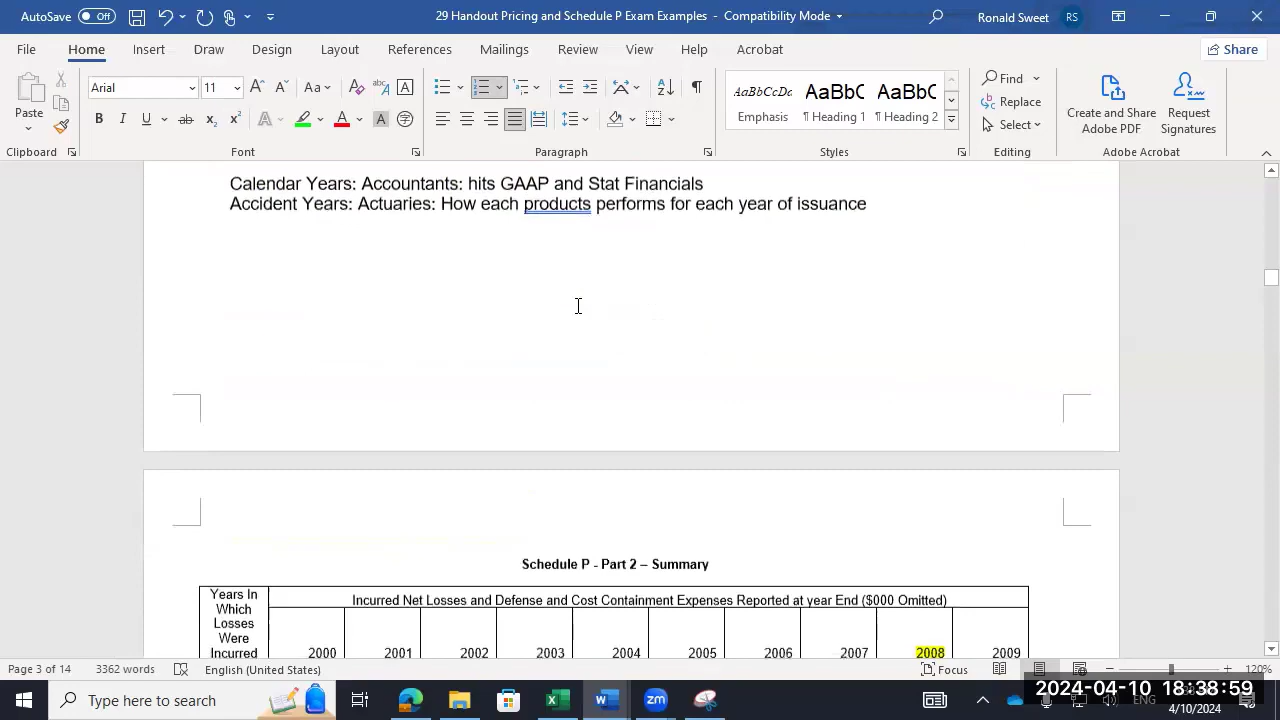 AutoSave Off 29 Handout Pricing and Schedule P Exam Examples - Compatibility Mode Ronald Sweet RS
File Home Insert Draw Design Layout References Mailings Review View Help Acrobat Share
Arial 11 Aa Find AaBbCcDc AaBbC AaBbC
Replace
Paste Emphasis ¶ Heading 1 ¶ Heading 2 Select Create and Share Adobe PDF Request Signatures
Clipboard Font Paragraph Styles Editing Adobe Acrobat
Calendar Years: Accountants: hits GAAP and Stat Financials
Accident Years: Actuaries: How each products performs for each year of issuance
Schedule P - Part 2 – Summary
Years In Which Losses Were Incurred
Incurred Net Losses and Defense and Cost Containment Expenses Reported at year End ($000 Omitted)
2000 2001 2002 2003 2004 2005 2006 2007 2008 2009
Page 3 of 14 3362 words English (United States) Focus 120%
Type here to search
2024-04-10 18:38:59
4/10/2024